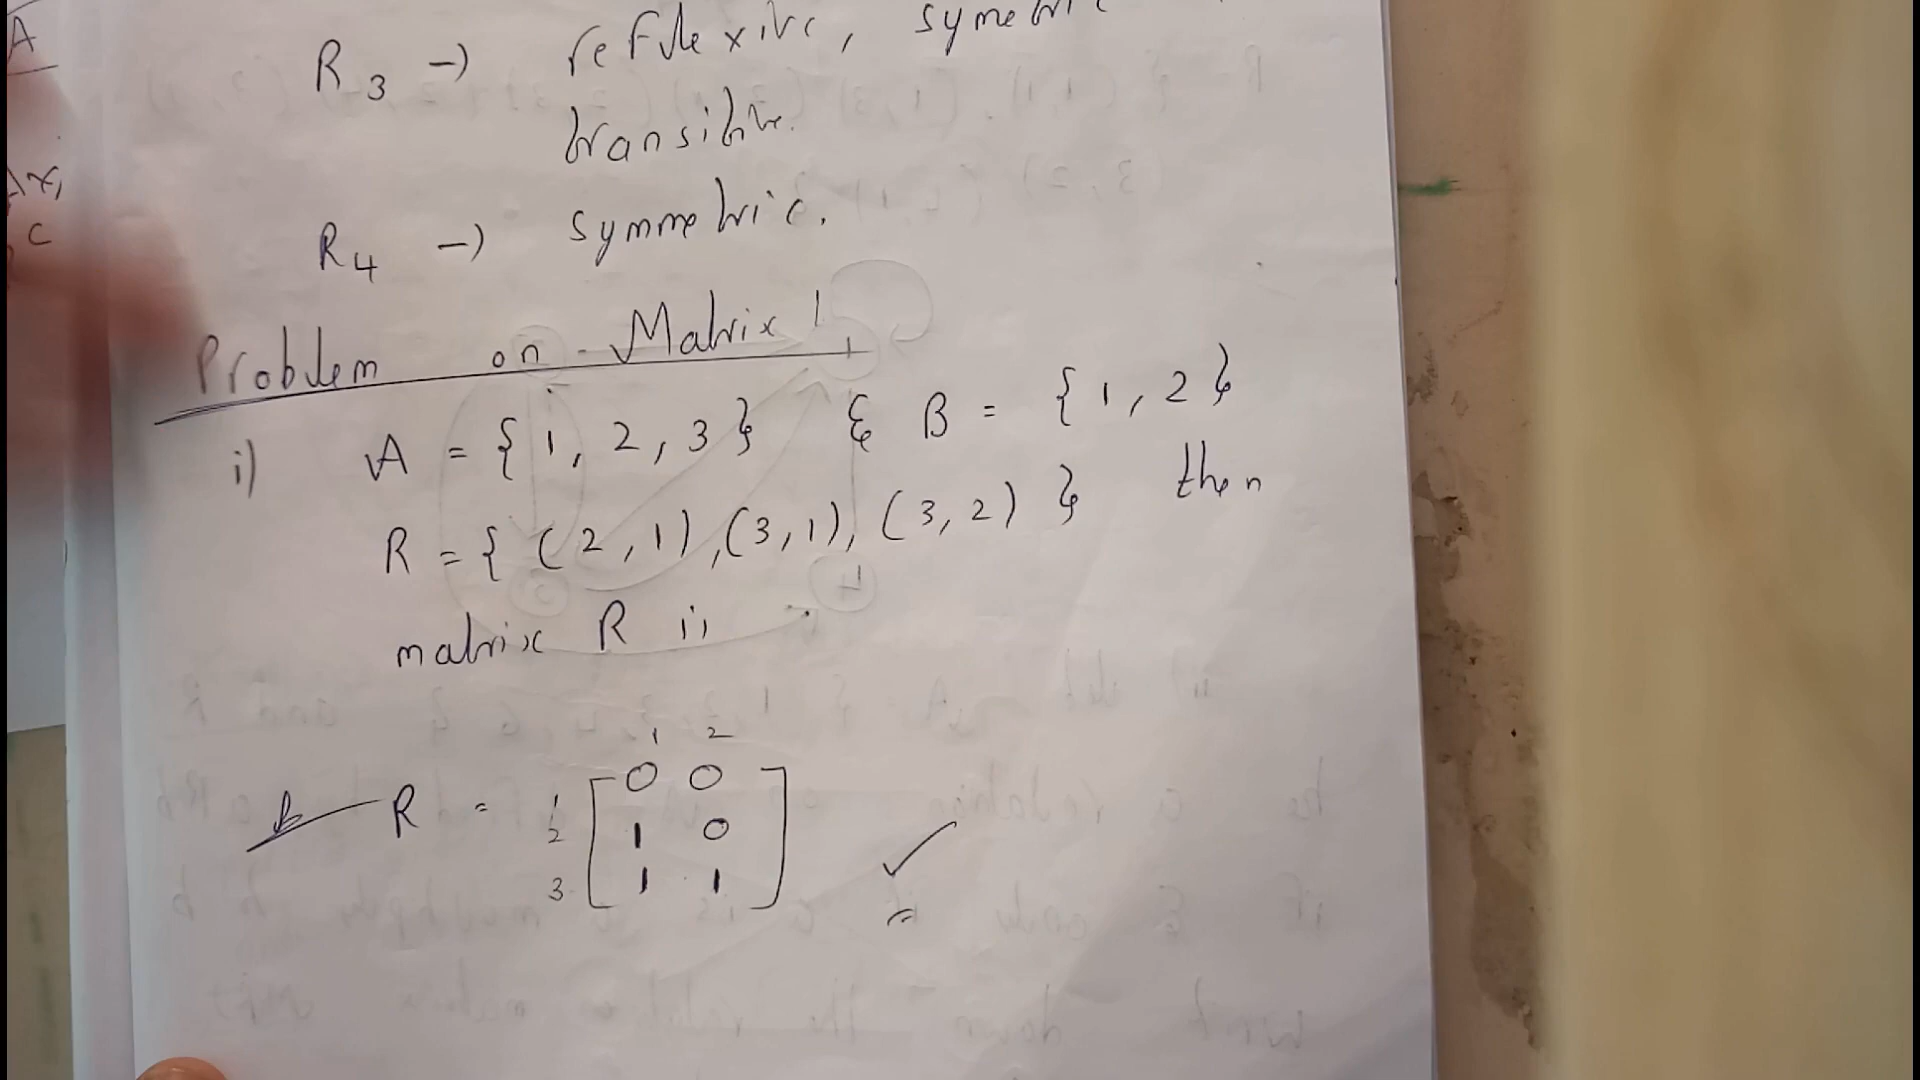 A
R3 → reflexive, symetric
transitive.
R4 → symmetric.
Problem on Matrix!
i) A = {1, 2, 3} & B = {1, 2}
R = { (2, 1), (3, 1), (3, 2) } then
matrix R is
1 2
R = 1 [ 0 0 ]
2 [ 1 0 ]
3 [ 1 1 ]